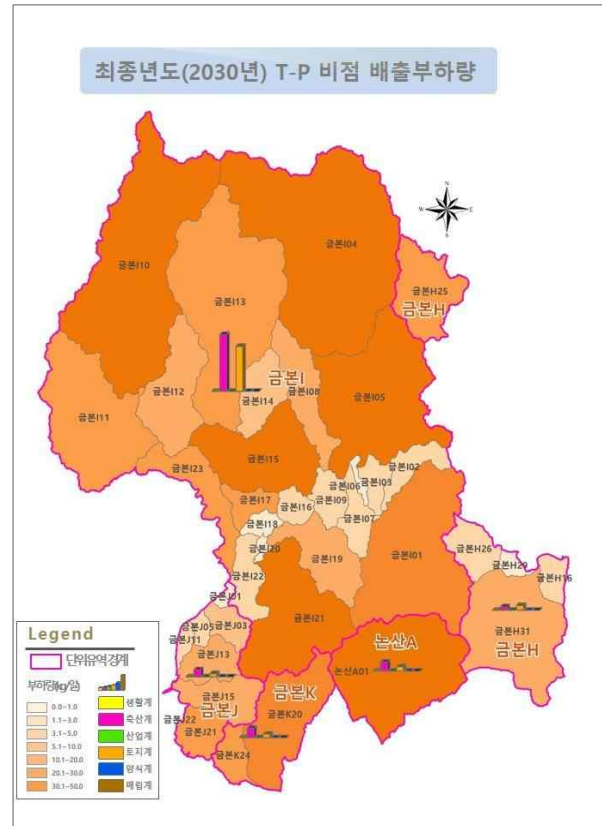 최종년도(2030년) T-P 비점 배출부하량
N
W E
S
금본I10
금본I04
금본H25
금본H
금본I13
금본I
금본I12
금본I14
금본I08
금본I05
금본I11
금본I15
금본I23
금본I02
금본I06
금본I03
금본I17
금본I16
금본I09
금본I07
금본I18
금본I20
금본I19
금본I01
금본H26
금본H29
금본H16
금본I22
금본J01
금본I21
금본J05
금본J03
금본J11
금본J13
논산A
논산A01
금본H31
금본H
금본J15
금본J
금본K
금본K20
금본J22
금본J21
금본K24
Legend
단위유역경계
부하량(kg/일)
0.0~1.0
1.1~3.0
3.1~5.0
5.1~10.0
10.1~20.0
20.1~30.0
30.1~50.0
생활계
축산계
산업계
토지계
양식계
매립계